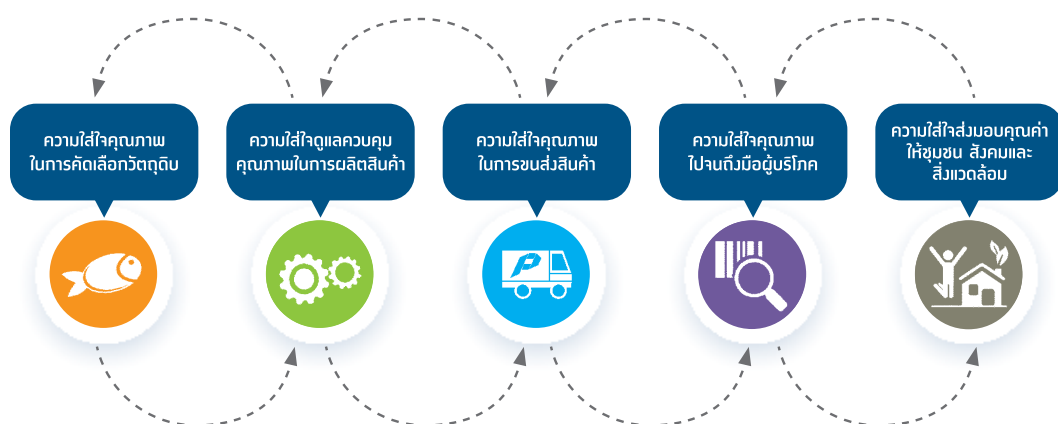 ความใส่ใจคุณภาพ
ในการคัดเลือกวัตถุดิบ
ความใส่ใจดูแลควบคุม
คุณภาพในการผลิตสินค้า
ความใส่ใจคุณภาพ
ในการขนส่งสินค้า
ความใส่ใจคุณภาพ
ไปจนถึงมือผู้บริโภค
ความใส่ใจส่งมอบคุณค่า
ให้ชุมชน สังคมและ
สิ่งแวดล้อม
P